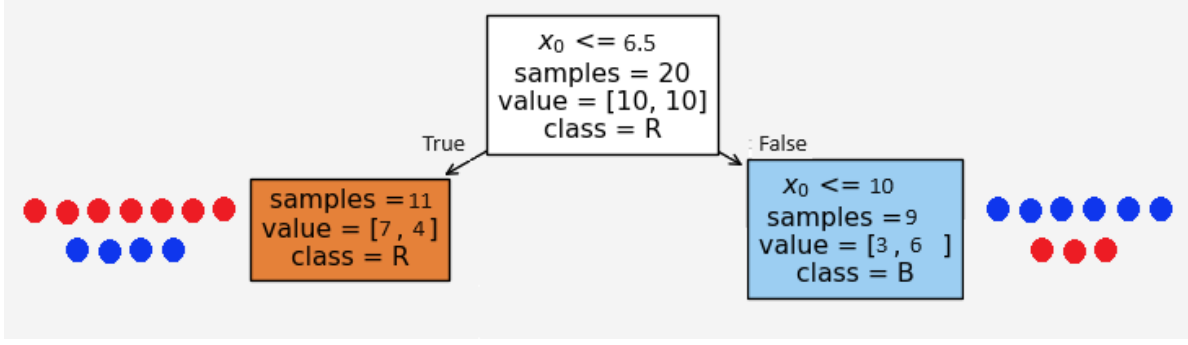 x₀ <= 6.5
samples = 20
value = [10, 10]
class = R
True
: False
samples = 11
value = [7, 4]
class = R
x₀ <= 10
samples = 9
value = [3, 6 ]
class = B